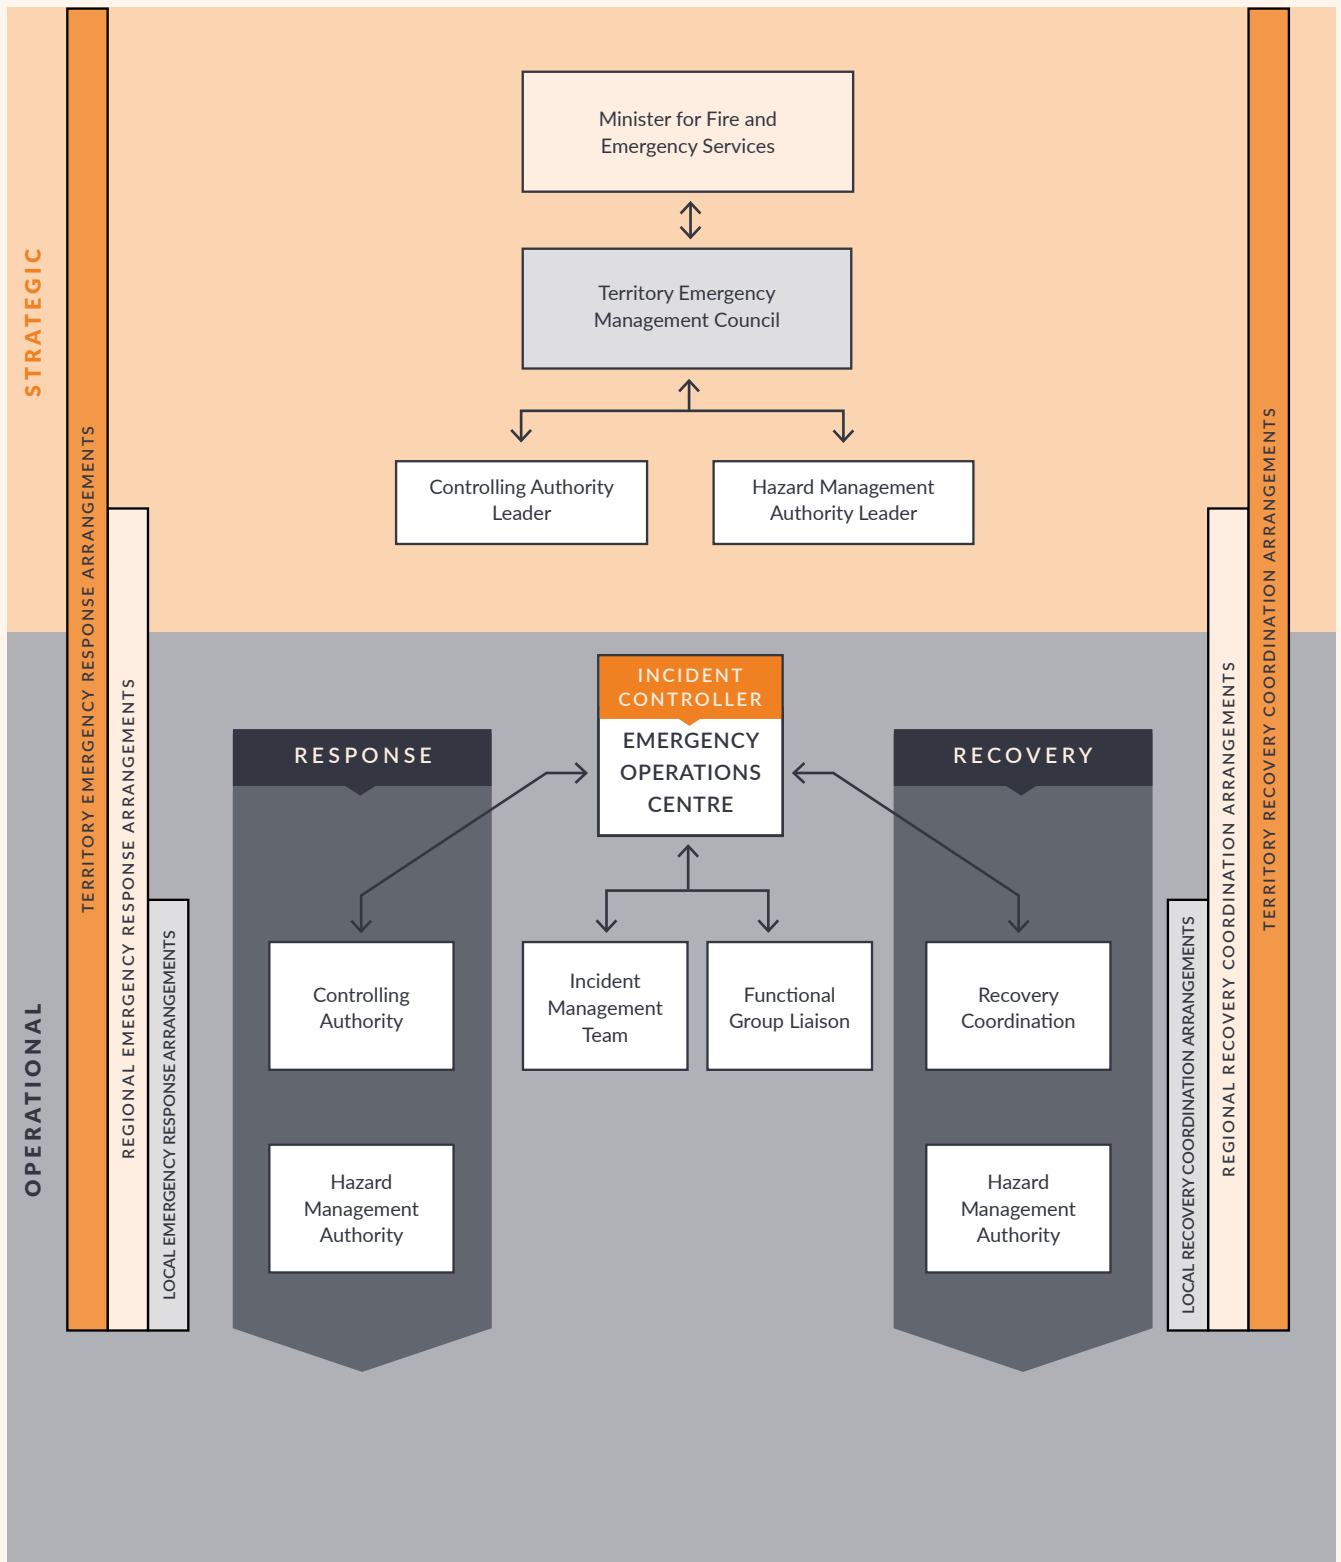 STRATEGIC
OPERATIONAL
TERRITORY EMERGENCY RESPONSE ARRANGEMENTS
REGIONAL EMERGENCY RESPONSE ARRANGEMENTS
LOCAL EMERGENCY RESPONSE ARRANGEMENTS
Minister for Fire and
Emergency Services
Territory Emergency
Management Council
Controlling Authority
Leader
Hazard Management
Authority Leader
INCIDENT
CONTROLLER
EMERGENCY
OPERATIONS
CENTRE
RESPONSE
Controlling
Authority
Hazard
Management
Authority
Incident
Management
Team
Functional
Group Liaison
RECOVERY
Recovery
Coordination
Hazard
Management
Authority
LOCAL RECOVERY COORDINATION ARRANGEMENTS
REGIONAL RECOVERY COORDINATION ARRANGEMENTS
TERRITORY RECOVERY COORDINATION ARRANGEMENTS